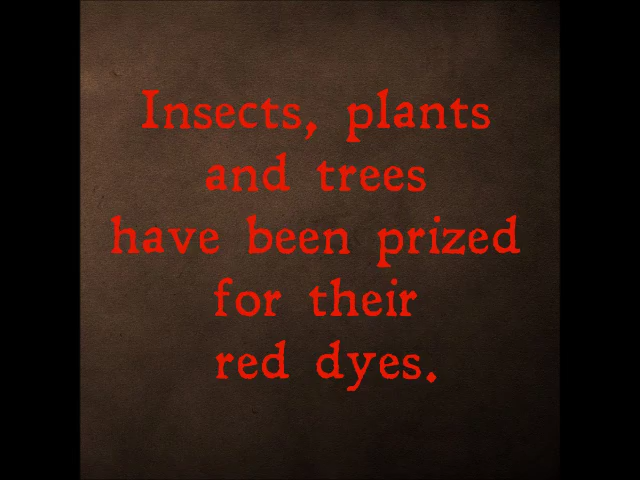 Insects, plants
and trees
have been prized
for their
red dyes.